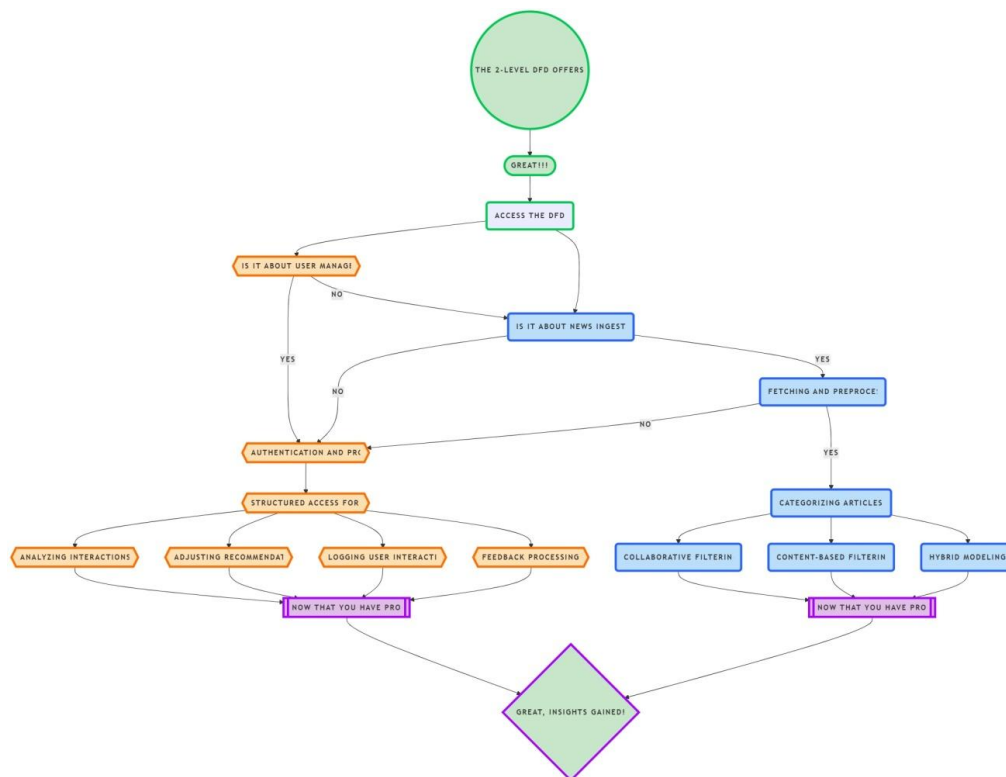 THE 2-LEVEL DFD OFFERS
GREAT!!!
ACCESS THE DFD
IS IT ABOUT USER MANAGE
NO
IS IT ABOUT NEWS INGEST
YES
NO
YES
FETCHING AND PREPROCE
NO
AUTHENTICATION AND PRO
YES
STRUCTURED ACCESS FOR
CATEGORIZING ARTICLES
ANALYZING INTERACTIONS
ADJUSTING RECOMMENDAT
LOGGING USER INTERACTI
FEEDBACK PROCESSING
COLLABORATIVE FILTERIN
CONTENT-BASED FILTERIN
HYBRID MODELING
NOW THAT YOU HAVE PRO
NOW THAT YOU HAVE PRO
GREAT, INSIGHTS GAINED!